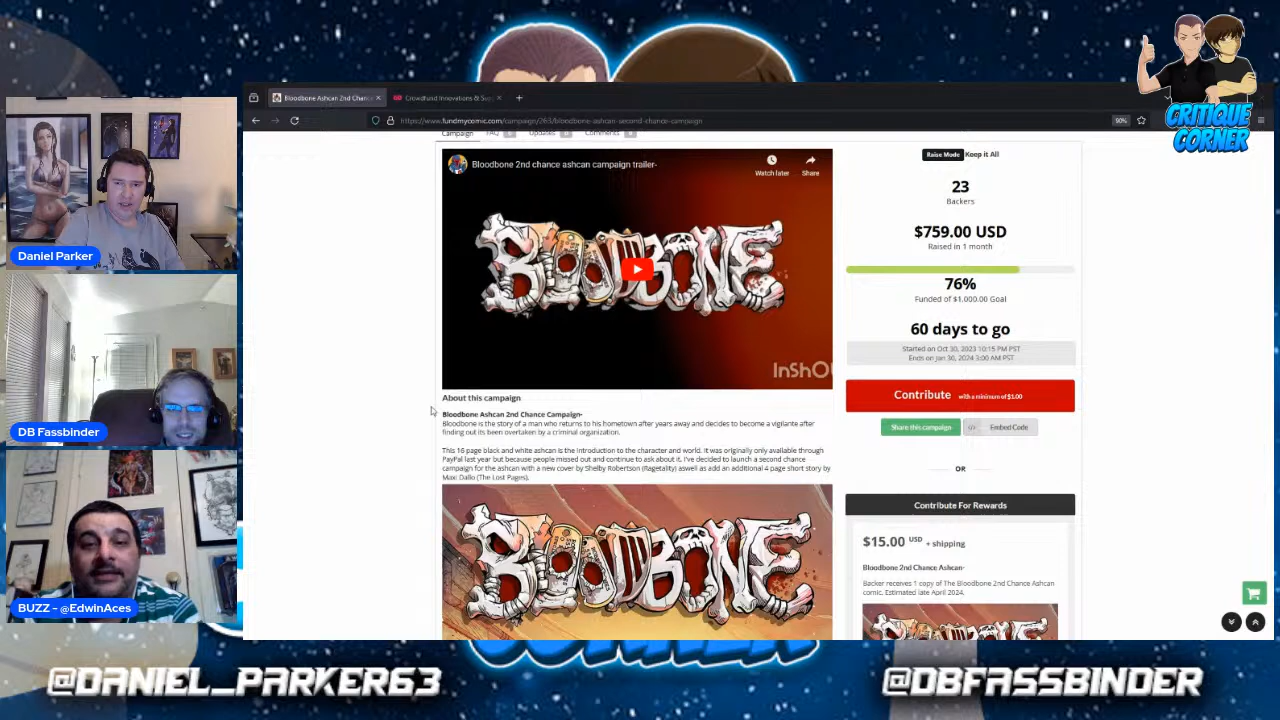 CRITIQUE
CORNER
Bloodbone Ashcan 2nd Chanc
Crowdfund Innovations & Sup
https://www.fundmycomic.com/campaign/263/bloodbone-ashcan-second-chance-campaign
90%
Campaign
FAQ
Updates
Comments
Bloodbone 2nd chance ashcan campaign trailer-
Watch later
Share
BLOODBONE
InShO
Raise Mode Keep it All
23
Backers
$759.00 USD
Raised in 1 month
76%
Funded of $1,000.00 Goal
60 days to go
Started on Oct 30, 2023 10:15 PM PST
Ends on Jan 30, 2024 3:00 AM PST
Contribute with a minimum of $1.00
Share this campaign
</> Embed Code
OR
Contribute For Rewards
$15.00 USD + shipping
Bloodbone 2nd Chance Ashcan-
Backer receives 1 copy of The Bloodbone 2nd Chance Ashcan
comic. Estimated late April 2024.
About this campaign
Bloodbone Ashcan 2nd Chance Campaign-
Bloodbone is the story of a man who returns to his hometown after years away and decides to become a vigilante after
finding out its been overtaken by a criminal organization.
This 16 page black and white ashcan is the introduction to the character and world. It was originally only available through
PayPal last year but because people missed out and continue to ask about it. I've decided to launch a second chance
campaign for the ashcan with a new cover by Shelby Robertson (Ragetality) aswell as add an additional 4 page short story by
Maxi Dallo (The Lost Pages).
BLOODBONE
Daniel Parker
DB Fassbinder
BUZZ - @EdwinAces
CORNER
@DANIEL_PARKER63
@DBFASSBINDER